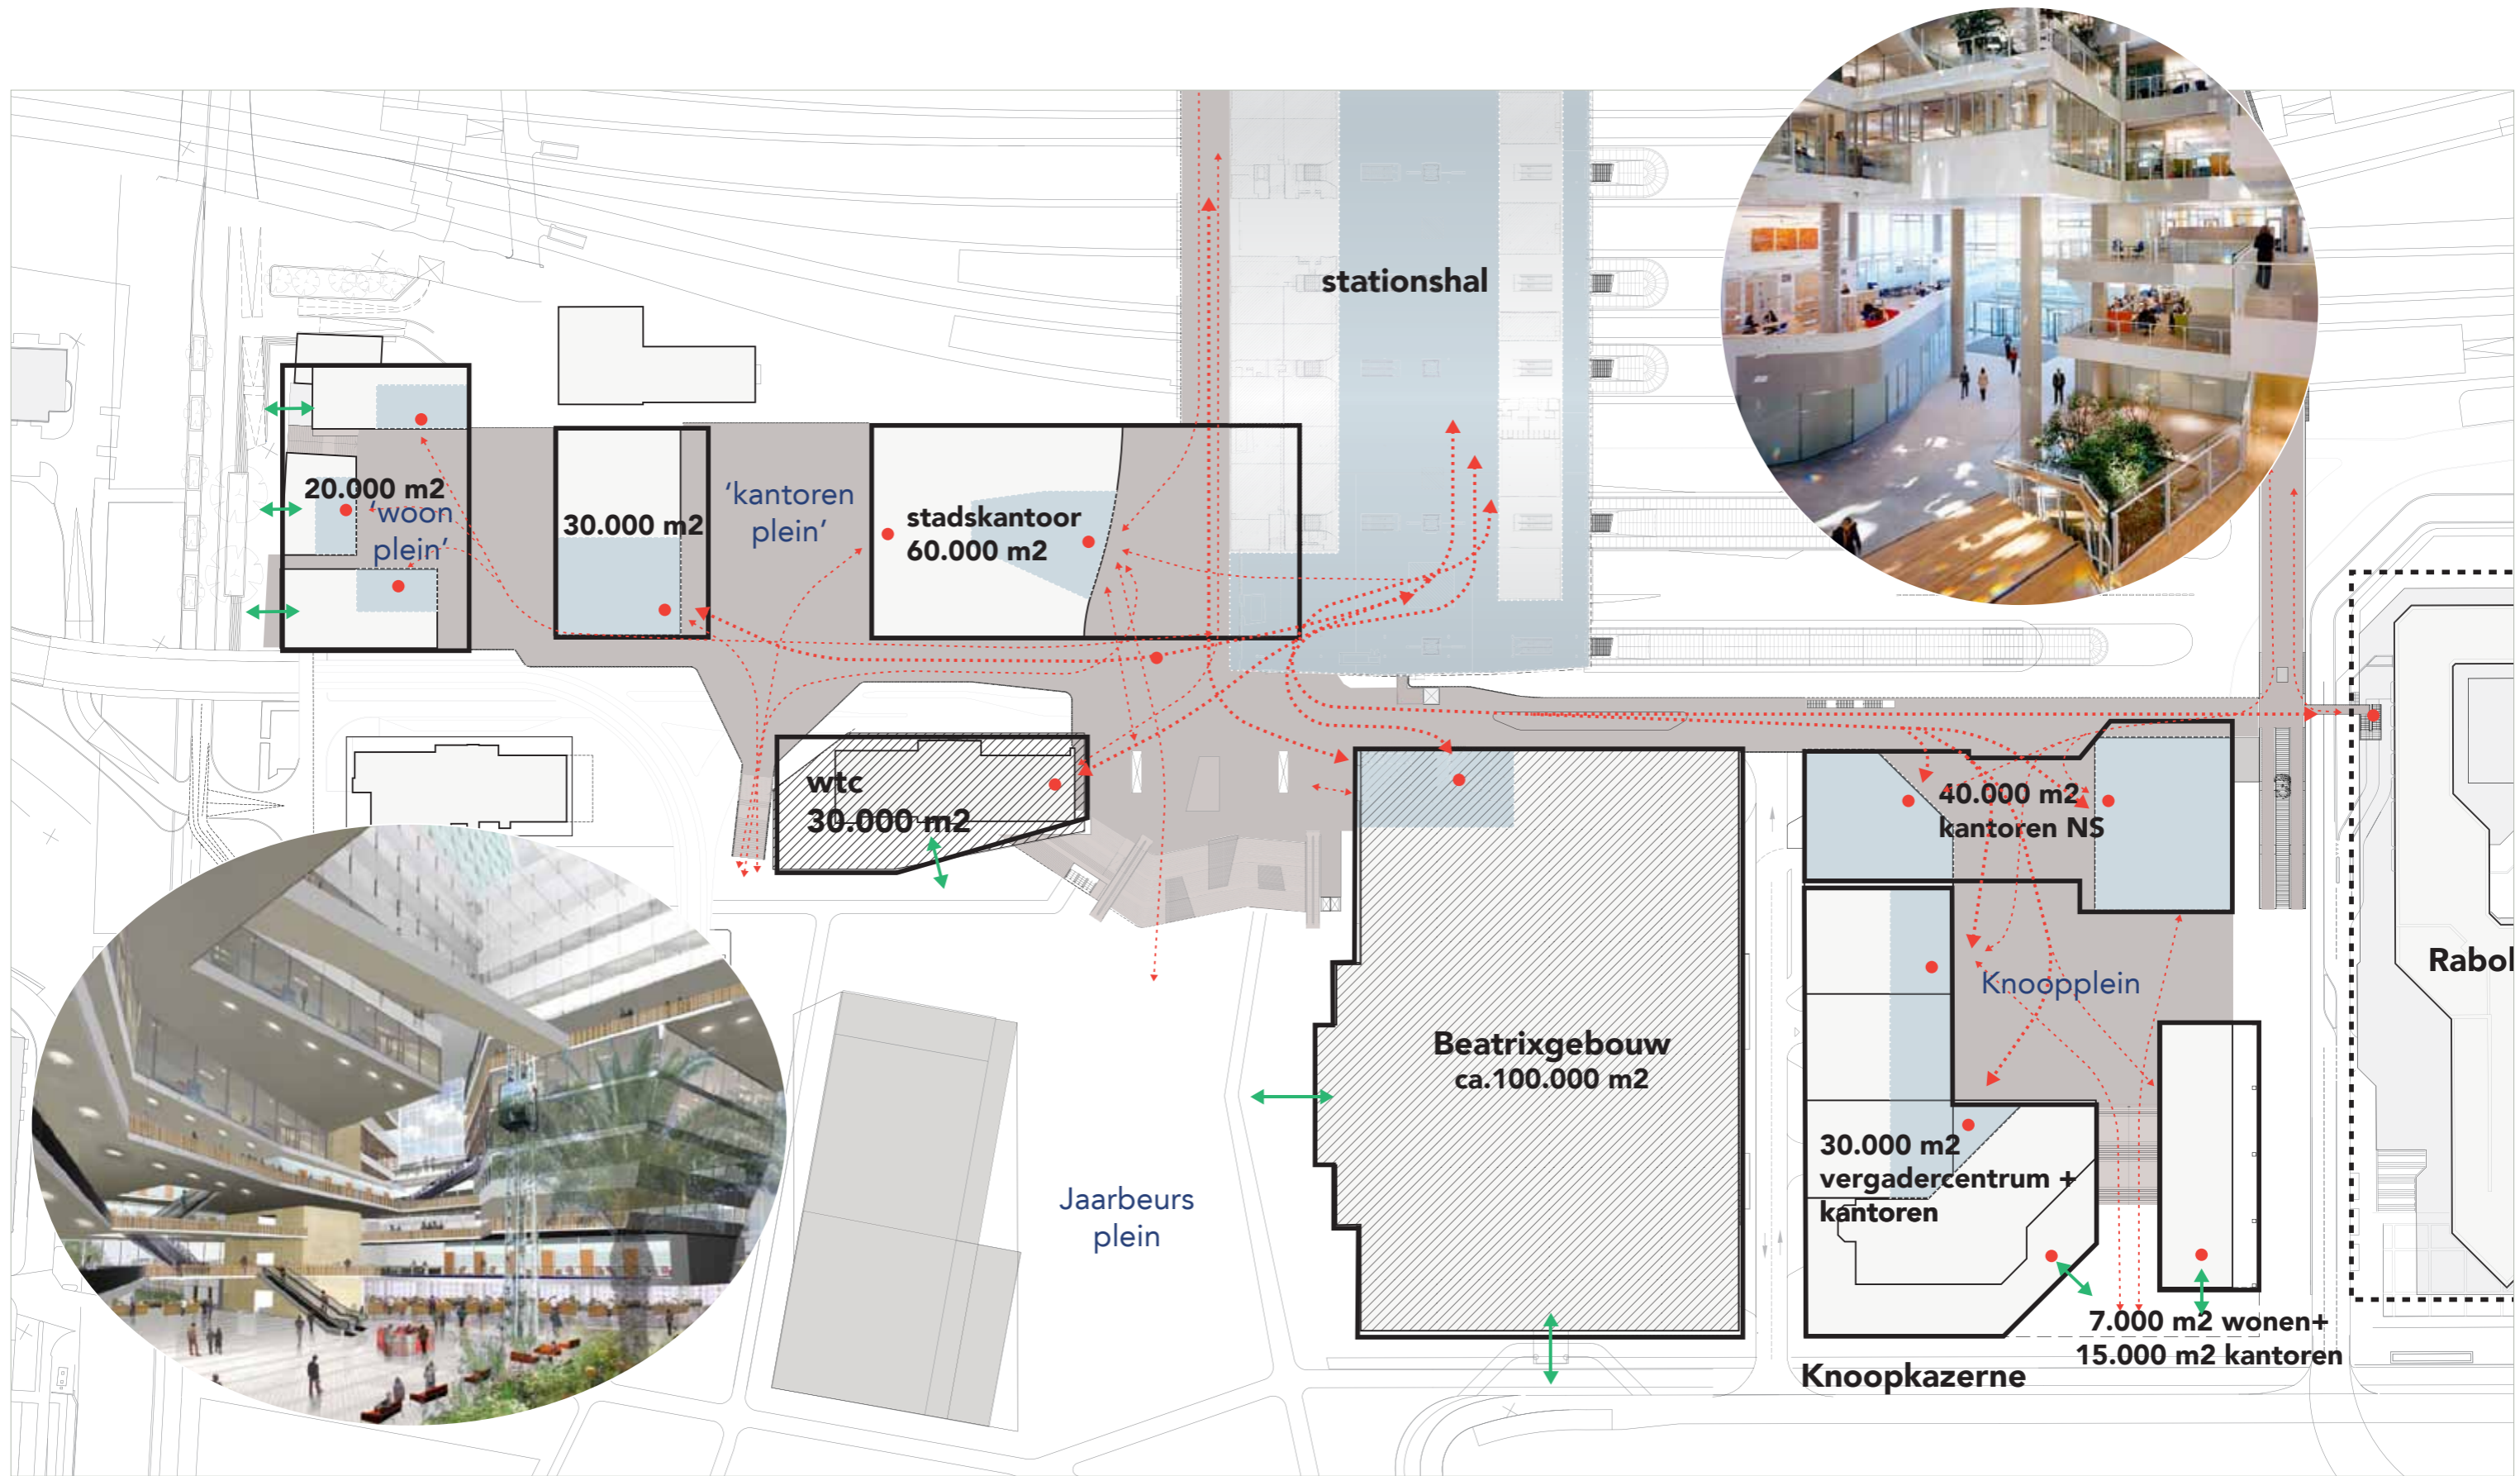 stationshal
20.000 m2
'woon
plein'
30.000 m2
'kantoren
plein'
stadskantoor
60.000 m2
wtc
30.000 m2
40.000 m2
kantoren NS
Knoopplein
Rabol
Beatrixgebouw
ca.100.000 m2
30.000 m2
vergadercentrum +
kantoren
Jaarbeurs
plein
7.000 m2 wonen+
15.000 m2 kantoren
Knoopkazerne